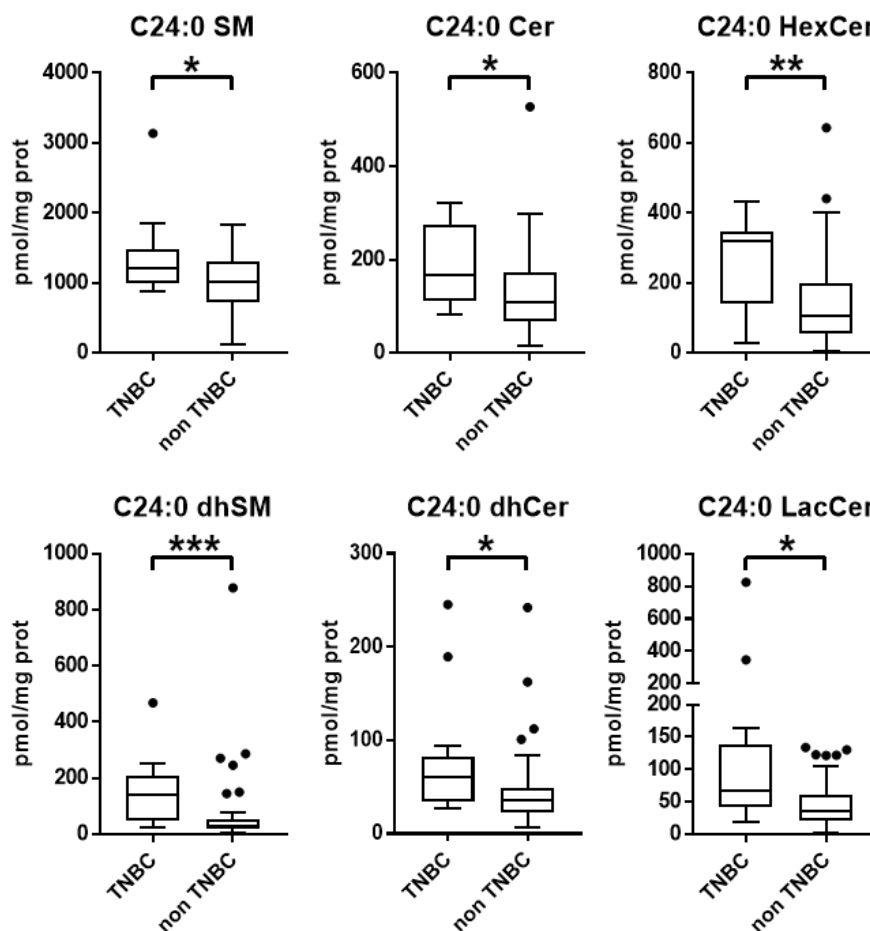 C24:0 SM
*
4000
3000
2000
1000
0
pmol/mg prot
TNBC
non TNBC
C24:0 Cer
*
600
400
200
0
pmol/mg prot
TNBC
non TNBC
C24:0 HexCer
**
800
600
400
200
0
pmol/mg prot
TNBC
non TNBC
C24:0 dhSM
***
1000
800
600
400
200
0
pmol/mg prot
TNBC
non TNBC
C24:0 dhCer
*
300
200
100
0
pmol/mg prot
TNBC
non TNBC
C24:0 LacCer
*
1000
800
600
400
200
200
150
100
50
0
pmol/mg prot
TNBC
non TNBC